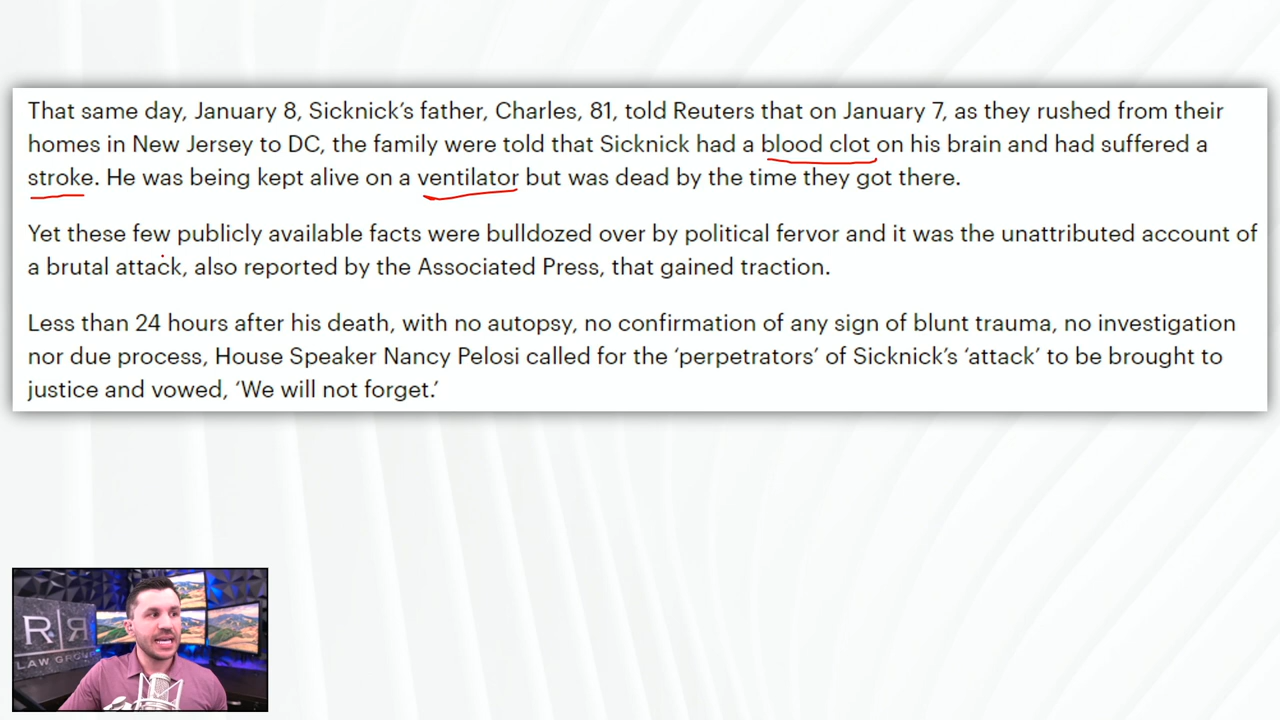 That same day, January 8, Sicknick’s father, Charles, 81, told Reuters that on January 7, as they rushed from their
homes in New Jersey to DC, the family were told that Sicknick had a blood clot on his brain and had suffered a
stroke. He was being kept alive on a ventilator but was dead by the time they got there.
Yet these few publicly available facts were bulldozed over by political fervor and it was the unattributed account of
a brutal attack, also reported by the Associated Press, that gained traction.
Less than 24 hours after his death, with no autopsy, no confirmation of any sign of blunt trauma, no investigation
nor due process, House Speaker Nancy Pelosi called for the ‘perpetrators’ of Sicknick’s ‘attack’ to be brought to
justice and vowed, ‘We will not forget.’
R|R
LAW GROUP